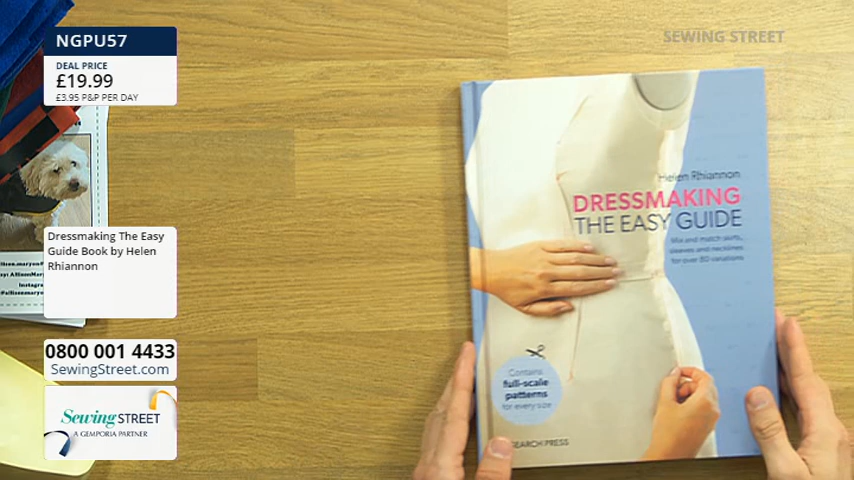 NGPU57
DEAL PRICE
£19.99
£3.95 P&P PER DAY
SEWING STREET
Dressmaking The Easy
Guide Book by Helen
Rhiannon
0800 001 4433
SewingStreet.com
Sewing STREET
A GEMPORIA PARTNER
Helen Rhiannon
DRESSMAKING
THE EASY GUIDE
Mix and match skirts,
sleeves and necklines
for over 80 variations
Contains
full-scale
patterns
for every size
SEARCH PRESS